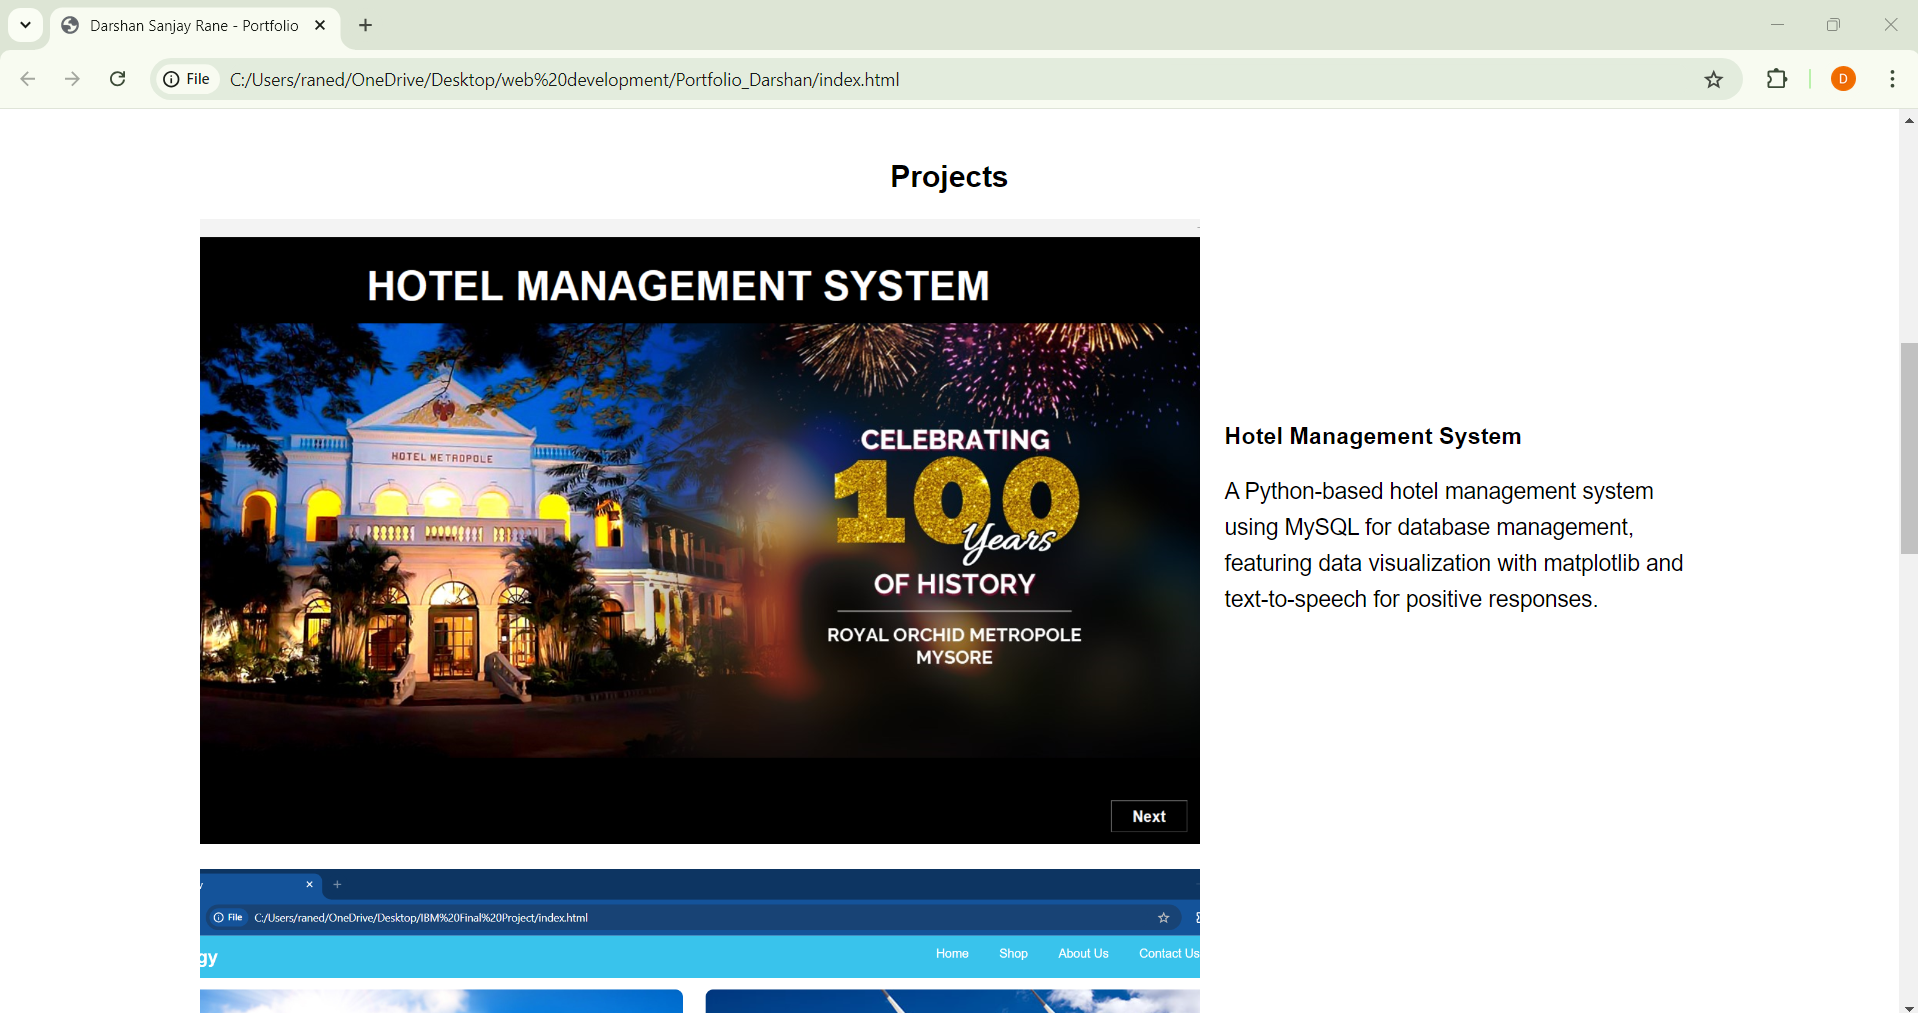 Darshan Sanjay Rane - Portfolio
File
C:/Users/raned/OneDrive/Desktop/web%20development/Portfolio_Darshan/index.html
D
Projects
HOTEL MANAGEMENT SYSTEM
HOTEL METROPOLE
CELEBRATING
100
Years
OF HISTORY
ROYAL ORCHID METROPOLE
MYSORE
Next
Hotel Management System
A Python-based hotel management system
using MySQL for database management,
featuring data visualization with matplotlib and
text-to-speech for positive responses.
File
C:/Users/raned/OneDrive/Desktop/IBM%20Final%20Project/index.html
gy
Home Shop About Us Contact Us